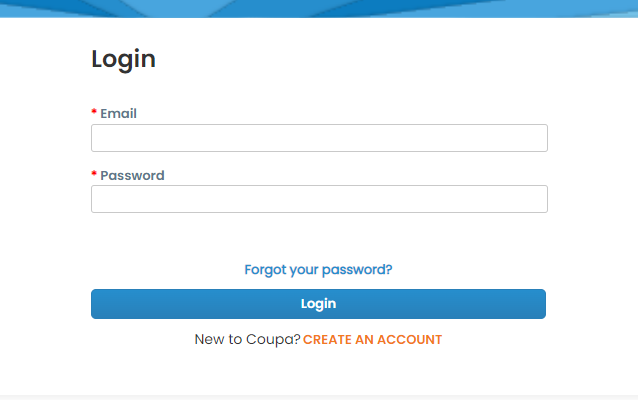 Login
* Email
* Password
Forgot your password?
Login
New to Coupa? CREATE AN ACCOUNT